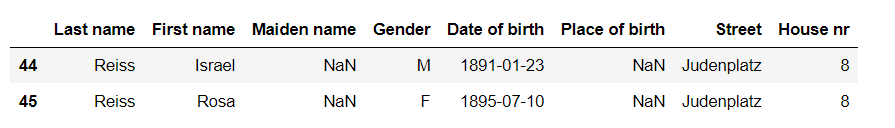 Last name First name Maiden name Gender Date of birth Place of birth Street House nr
44 Reiss Israel NaN M 1891-01-23 NaN Judenplatz 8
45 Reiss Rosa NaN F 1895-07-10 NaN Judenplatz 8